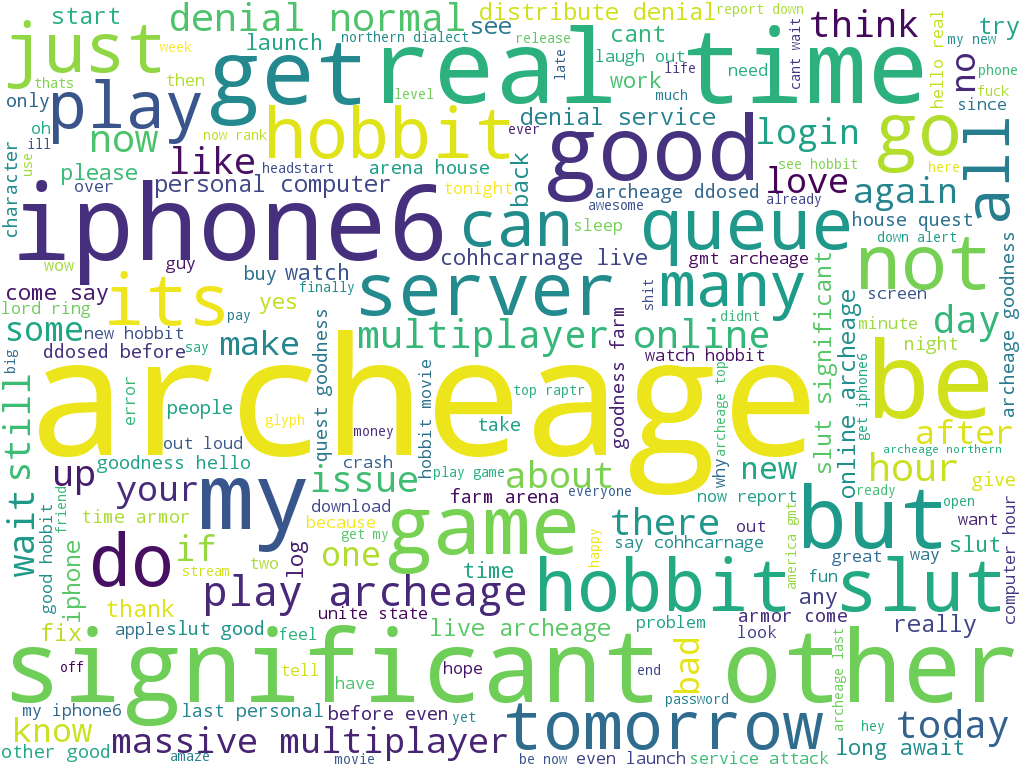 start
denial normal
see
distribute denial
report down
think
try
just
week
get
real time
launch
northern dialect
release
cant
laugh out
cant wait
no
hello real
my new
phone
thats
then
late
work
need
life
fuck
only
play
hobbit
level
much
denial service
login
since
go
all
oh
ill
now
now rank
ever
good
like
headstart
arena house
see hobbit
here
use
please
back
love
character
over
personal computer
tonight
archeage ddosed
already
again
awesome
house quest
iphone6
can
sleep
queue
down alert
not
wow
guy
cohhcarnage live
gmt archeage
come say
its
buy
watch
finally
server
shit
many
screen
lord ring
pay
yes
didnt
online archeage
minute
day
archeage goodness
some
new hobbit
make
quest goodness
multiplayer online
goodness farm
slut significant
night
get iphone6
big
ddosed before
say
hobbit movie
watch hobbit
archeage top
error
archeage
top raptr
be
still
people
glyph
take
out loud
money
after
wait
up
goodness hello
crash
play game
about
why
new
archeage northern
your
issue
farm arena
everyone
now report
hour
give
friend
my
download
ready
open
good hobbit
time armor
because
get my
game
there
out
but
want
computer hour
iphone
do
if
log
one
say cohhcarnage
america gmt
great
way
slut
two
stream
time
happy
hobbit
fun
slut
thank
play archeage
any
unite state
armor come
really
fix
apple
slut good
feel
live archeage
problem
look
significant other
off
tell
hope
end
bad
archeage last
have
password
my iphone6
last personal
before even
yet
tomorrow
hey
today
know
other good
massive multiplayer
long await
amaze
movie
be now
even launch
service attack